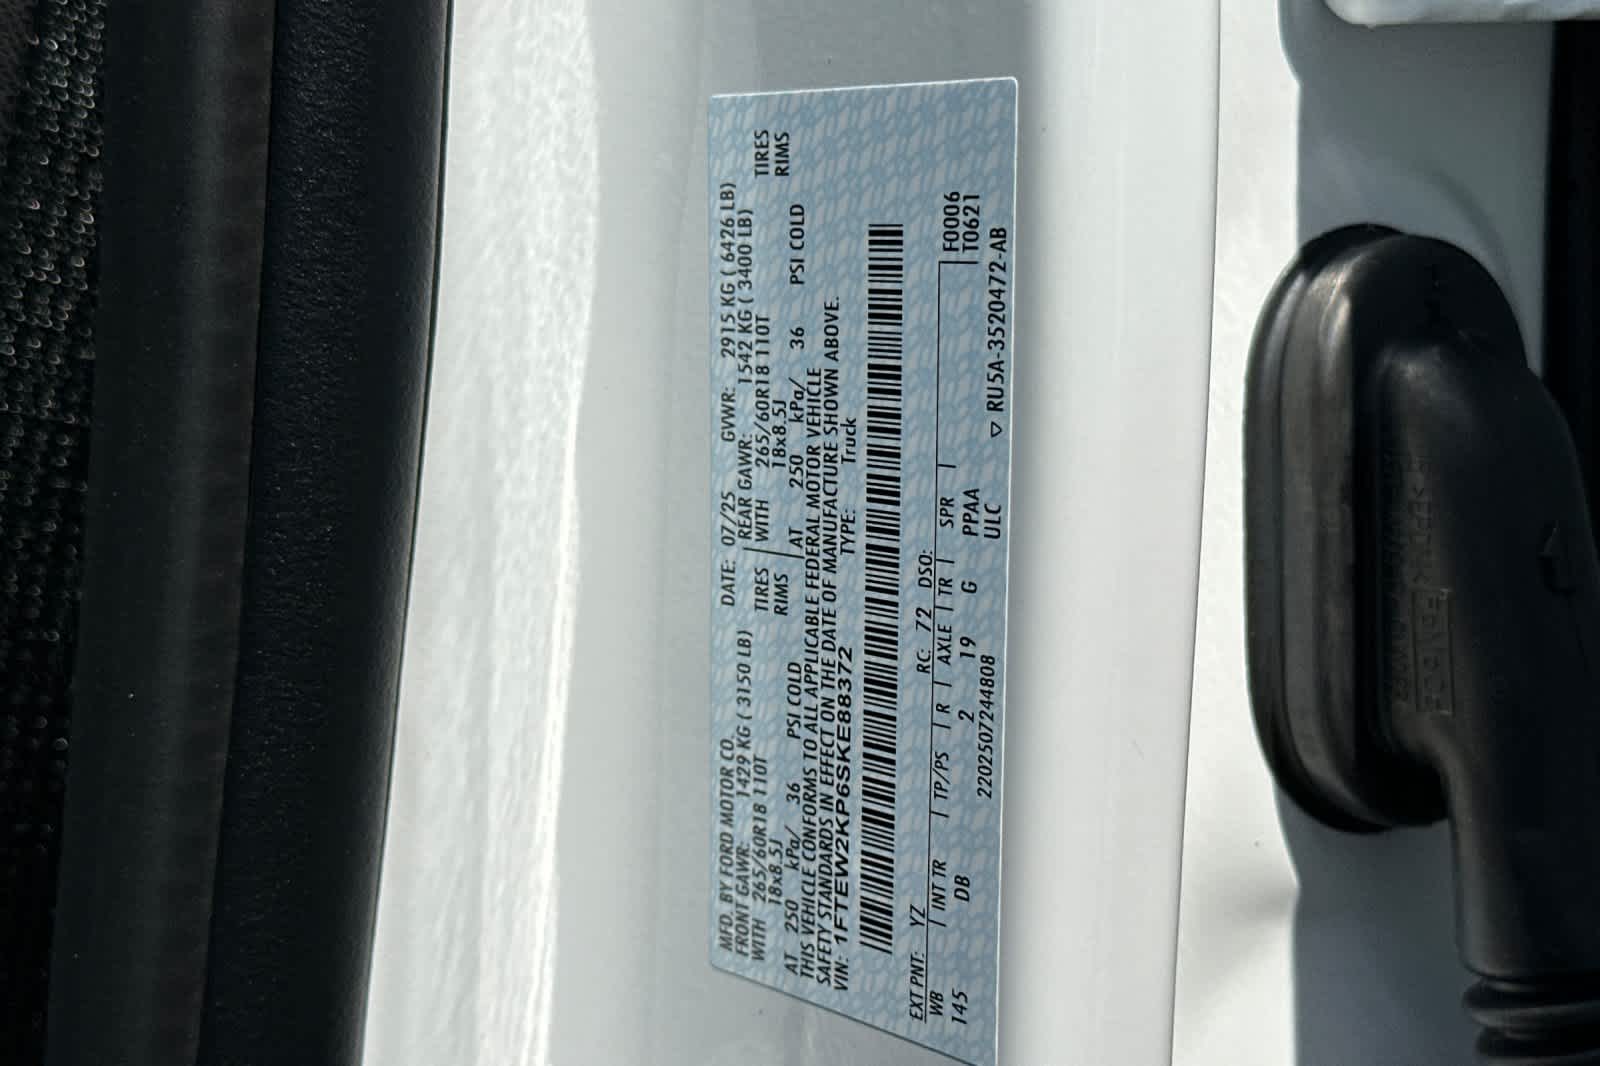 MFD. BY FORD MOTOR CO. DATE: 07/25 GVWR: 2915 KG ( 6426 LB)
FRONT GAWR: 1429 KG ( 3150 LB) REAR GAWR: 1542 KG ( 3400 LB)
WITH 265/60R18 110T TIRES WITH 265/60R18 110T TIRES
18x8.5J RIMS 18x8.5J RIMS
AT 250 kPa/ 36 PSI COLD AT 250 kPa/ 36 PSI COLD
THIS VEHICLE CONFORMS TO ALL APPLICABLE FEDERAL MOTOR VEHICLE
SAFETY STANDARDS IN EFFECT ON THE DATE OF MANUFACTURE SHOWN ABOVE.
VIN: 1FTEW2KP6SKE88372 TYPE: Truck
EXT PNT: YZ RC: 72 DSO:
WB INT TR TP/PS R AXLE TR SPR F0006
145 DB 2 19 G PPAA T0621
2202507244808 ULC
▽ RU5A-3520472-AB